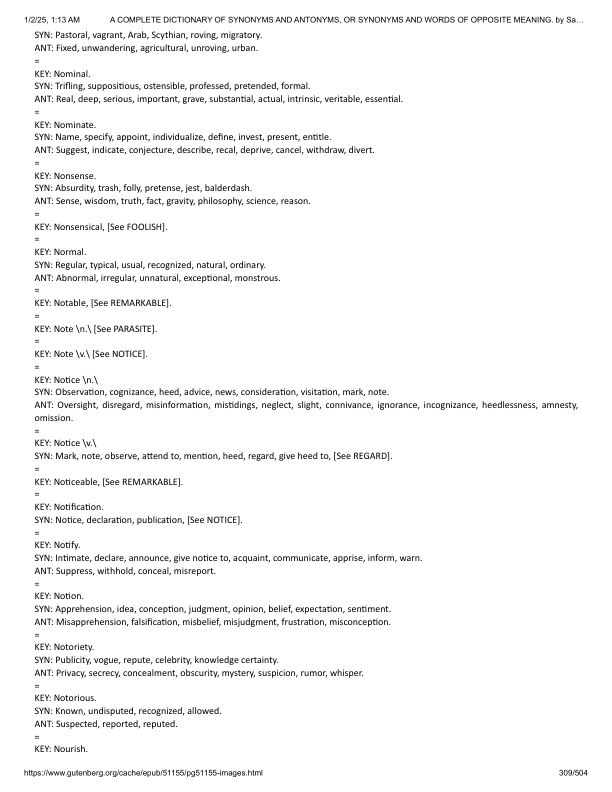 1/2/25, 1:13 AM A COMPLETE DICTIONARY OF SYNONYMS AND ANTONYMS, OR SYNONYMS AND WORDS OF OPPOSITE MEANING. by Sa…
SYN: Pastoral, vagrant, Arab, Scythian, roving, migratory.
ANT: Fixed, unwandering, agricultural, unroving, urban.
=
KEY: Nominal.
SYN: Trifling, suppositious, ostensible, professed, pretended, formal.
ANT: Real, deep, serious, important, grave, substantial, actual, intrinsic, veritable, essential.
=
KEY: Nominate.
SYN: Name, specify, appoint, individualize, define, invest, present, entitle.
ANT: Suggest, indicate, conjecture, describe, recal, deprive, cancel, withdraw, divert.
=
KEY: Nonsense.
SYN: Absurdity, trash, folly, pretense, jest, balderdash.
ANT: Sense, wisdom, truth, fact, gravity, philosophy, science, reason.
=
KEY: Nonsensical, [See FOOLISH].
=
KEY: Normal.
SYN: Regular, typical, usual, recognized, natural, ordinary.
ANT: Abnormal, irregular, unnatural, exceptional, monstrous.
=
KEY: Notable, [See REMARKABLE].
=
KEY: Note \n.\ [See PARASITE].
=
KEY: Note \v.\ [See NOTICE].
=
KEY: Notice \n.\
SYN: Observation, cognizance, heed, advice, news, consideration, visitation, mark, note.
ANT: Oversight, disregard, misinformation, mistidings, neglect, slight, connivance, ignorance, incognizance, heedlessness, amnesty,
omission.
=
KEY: Notice \v.\
SYN: Mark, note, observe, attend to, mention, heed, regard, give heed to, [See REGARD].
=
KEY: Noticeable, [See REMARKABLE].
=
KEY: Notification.
SYN: Notice, declaration, publication, [See NOTICE].
=
KEY: Notify.
SYN: Intimate, declare, announce, give notice to, acquaint, communicate, apprise, inform, warn.
ANT: Suppress, withhold, conceal, misreport.
=
KEY: Notion.
SYN: Apprehension, idea, conception, judgment, opinion, belief, expectation, sentiment.
ANT: Misapprehension, falsification, misbelief, misjudgment, frustration, misconception.
=
KEY: Notoriety.
SYN: Publicity, vogue, repute, celebrity, knowledge certainty.
ANT: Privacy, secrecy, concealment, obscurity, mystery, suspicion, rumor, whisper.
=
KEY: Notorious.
SYN: Known, undisputed, recognized, allowed.
ANT: Suspected, reported, reputed.
=
KEY: Nourish.
https://www.gutenberg.org/cache/epub/51155/pg51155-images.html 309/504